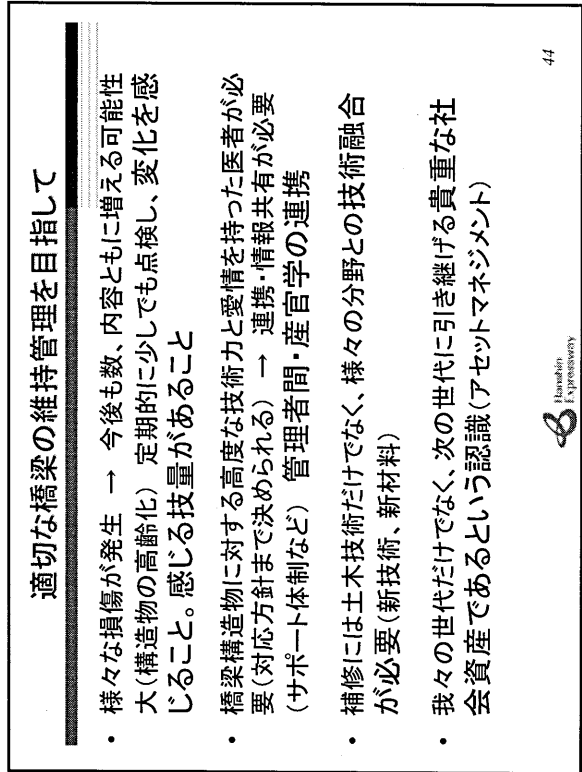 適切な橋梁の維持管理を目指して
• 様々な損傷が発生 → 今後も数、内容ともに増える可能性
大(構造物の高齢化) 定期的に少しでも点検し、変化を感
じること。感じる技量があること
• 橋梁構造物に対する高度な技術力と愛情を持った医者が必
要(対応方針まで決められる) → 連携・情報共有が必要
(サポート体制など) 管理者間・産官学の連携
• 補修には土木技術だけでなく、様々の分野との技術融合
が必要(新技術、新材料)
• 我々の世代だけでなく、次の世代に引き継げる貴重な社
会資産であるという認識(アセットマネジメント)
Hanshin
Expressway
44